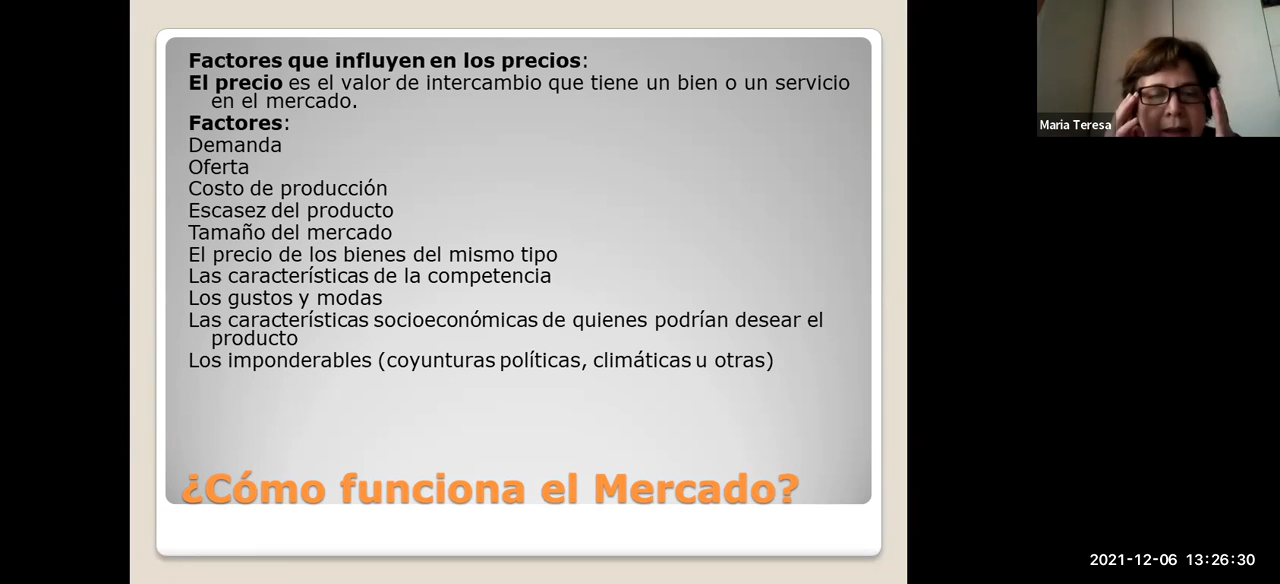 Factores que influyen en los precios:
El precio es el valor de intercambio que tiene un bien o un servicio
en el mercado.
Factores:
Demanda
Oferta
Costo de producción
Escasez del producto
Tamaño del mercado
El precio de los bienes del mismo tipo
Las características de la competencia
Los gustos y modas
Las características socioeconómicas de quienes podrían desear el
producto
Los imponderables (coyunturas políticas, climáticas u otras)
¿Cómo funciona el Mercado?
Maria Teresa
2021-12-06 13:26:30